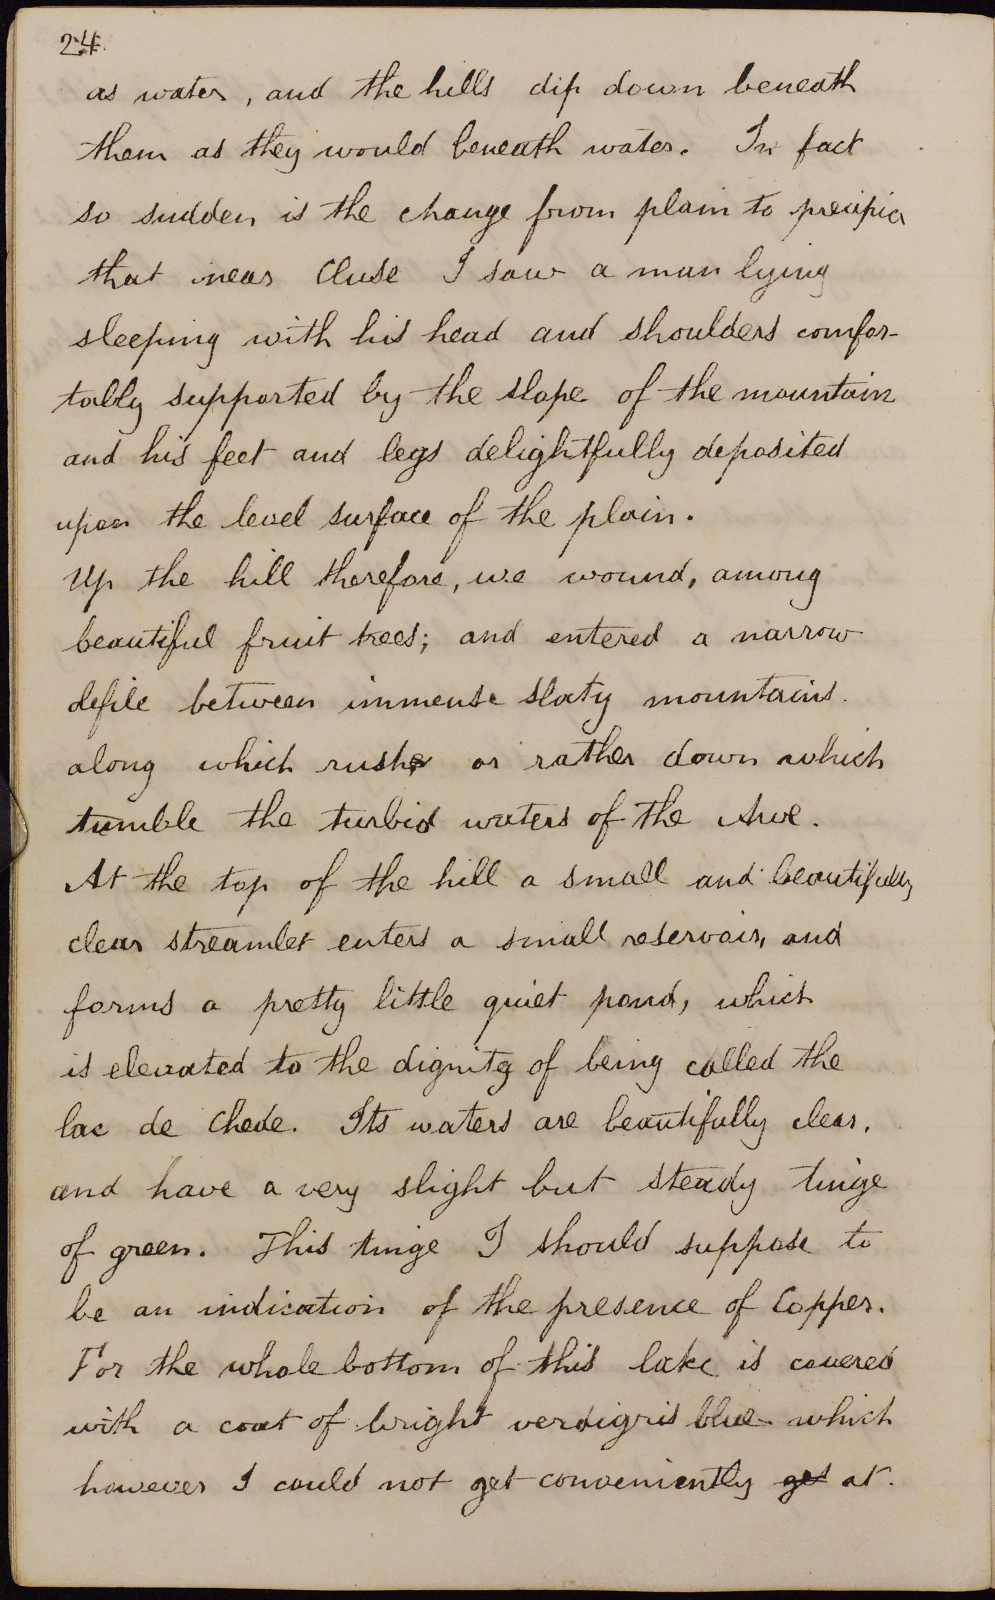 24.
as water, and the hills dip down beneath
them as they would beneath water. In fact
so sudden is the change from plain to precipice
that near Cluse I saw a man lying
sleeping with his head and shoulders comfor-
tably supported by the slope of the mountain
and his feet and legs delightfully deposited
upon the level surface of the plain.
Up the hill therefore, we wound, among
beautiful fruit trees; and entered a narrow
defile between immense slaty mountains.
along which rushes or rather down which
tumble the turbid waters of the Arve.
At the top of the hill a small and beautifully
clear streamlet enters a small reservoir, and
forms a pretty little quiet pond, which
is elevated to the dignity of being called the
lac de Chede. Its waters are beautifully clear,
and have a very slight but steady tinge
of green. This tinge I should suppose to
be an indication of the presence of Copper.
For the whole bottom of this lake is covered
with a coat of bright verdigris blue which
however I could not get conveniently get at.